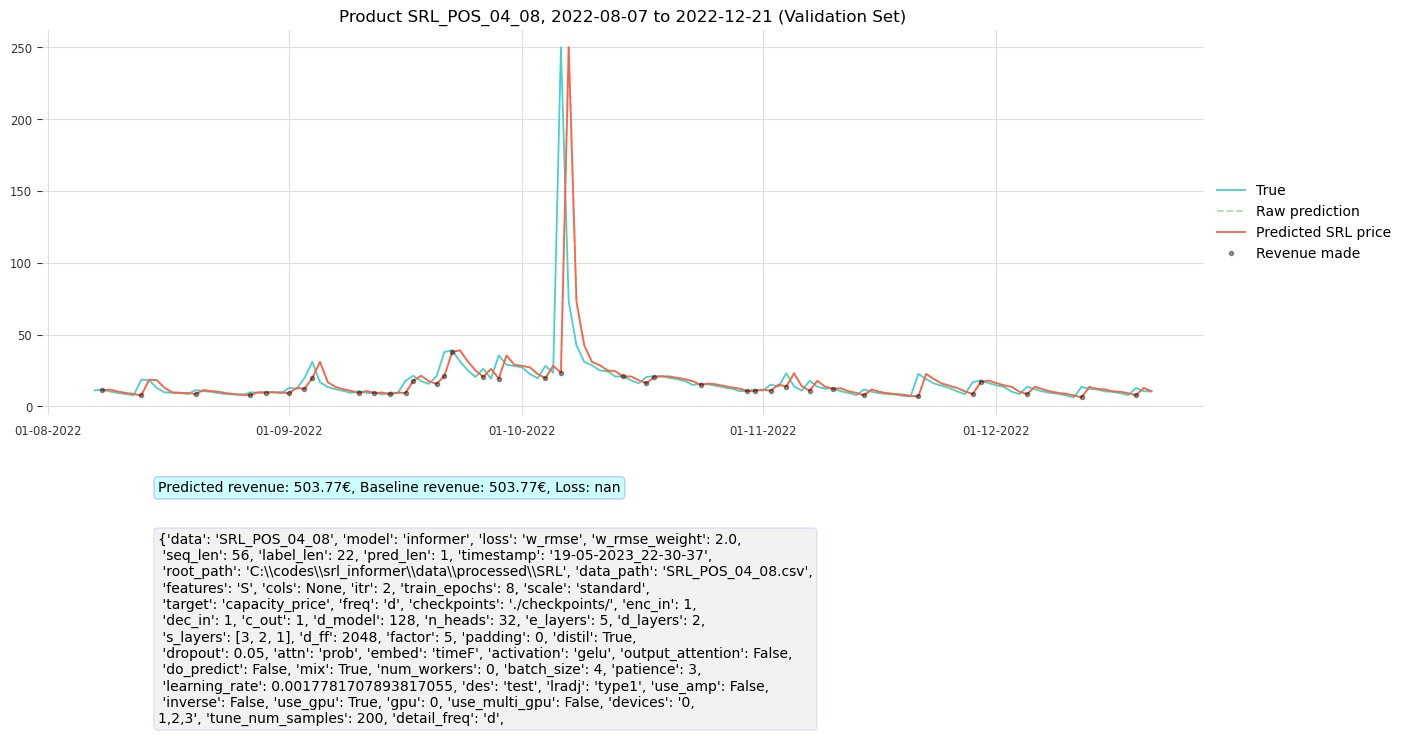 Product SRL_POS_04_08, 2022-08-07 to 2022-12-21 (Validation Set)
250
200
150
100
50
0
01-08-2022 01-09-2022 01-10-2022 01-11-2022 01-12-2022
True
Raw prediction
Predicted SRL price
Revenue made
Predicted revenue: 503.77€, Baseline revenue: 503.77€, Loss: nan
{'data': 'SRL_POS_04_08', 'model': 'informer', 'loss': 'w_rmse', 'w_rmse_weight': 2.0,
'seq_len': 56, 'label_len': 22, 'pred_len': 1, 'timestamp': '19-05-2023_22-30-37',
'root_path': 'C:\\codes\\srl_informer\\data\\processed\\SRL', 'data_path': 'SRL_POS_04_08.csv',
'features': 'S', 'cols': None, 'itr': 2, 'train_epochs': 8, 'scale': 'standard',
'target': 'capacity_price', 'freq': 'd', 'checkpoints': './checkpoints/', 'enc_in': 1,
'dec_in': 1, 'c_out': 1, 'd_model': 128, 'n_heads': 32, 'e_layers': 5, 'd_layers': 2,
's_layers': [3, 2, 1], 'd_ff': 2048, 'factor': 5, 'padding': 0, 'distil': True,
'dropout': 0.05, 'attn': 'prob', 'embed': 'timeF', 'activation': 'gelu', 'output_attention': False,
'do_predict': False, 'mix': True, 'num_workers': 0, 'batch_size': 4, 'patience': 3,
'learning_rate': 0.0017781707893817055, 'des': 'test', 'lradj': 'type1', 'use_amp': False,
'inverse': False, 'use_gpu': True, 'gpu': 0, 'use_multi_gpu': False, 'devices': '0,
1,2,3', 'tune_num_samples': 200, 'detail_freq': 'd',